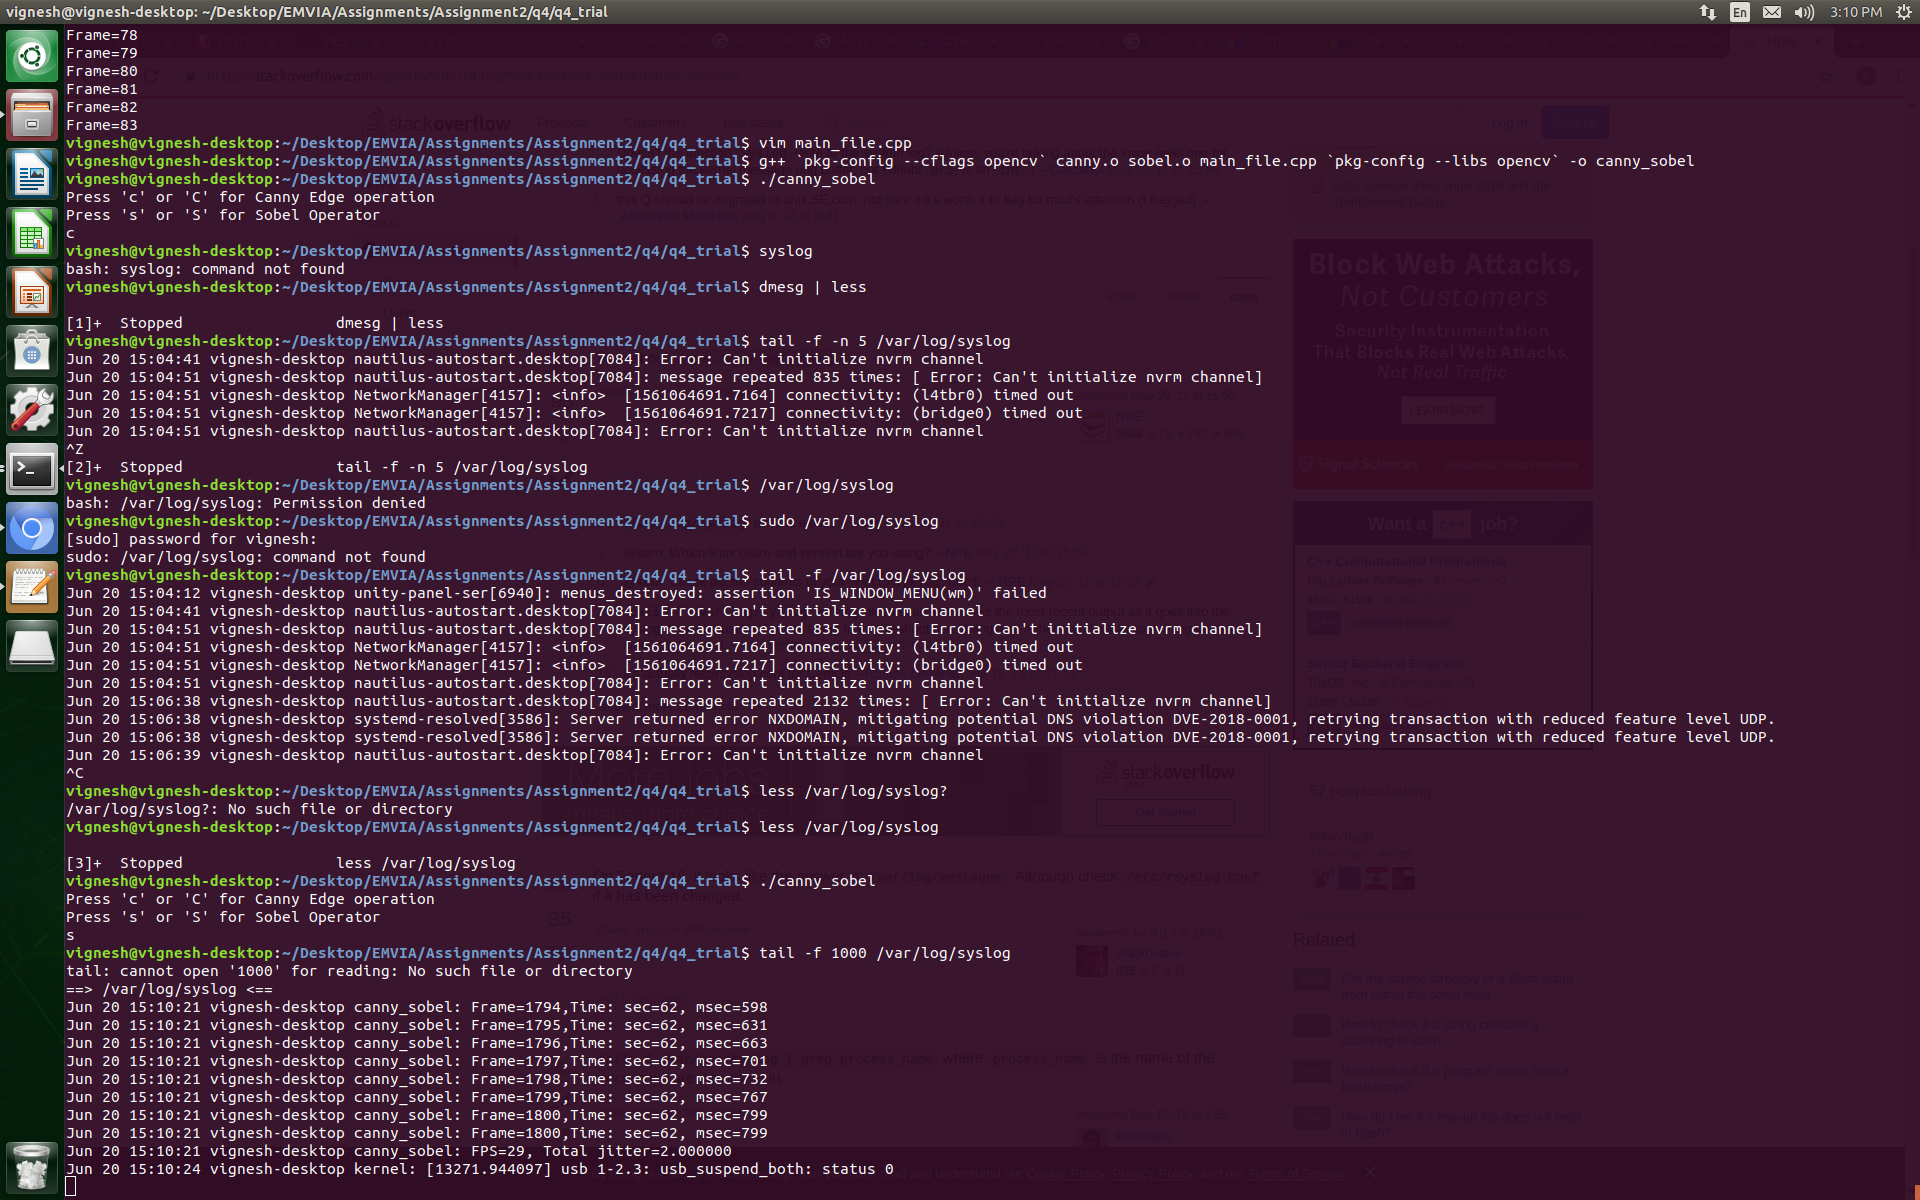 vignesh@vignesh-desktop: ~/Desktop/EMVIA/Assignments/Assignment2/q4/q4_trial
En
3:10 PM
Frame=78
Frame=79
Frame=80
Frame=81
Frame=82
Frame=83
vignesh@vignesh-desktop:~/Desktop/EMVIA/Assignments/Assignment2/q4/q4_trial$ vim main_file.cpp
vignesh@vignesh-desktop:~/Desktop/EMVIA/Assignments/Assignment2/q4/q4_trial$ g++ `pkg-config --cflags opencv` canny.o sobel.o main_file.cpp `pkg-config --libs opencv` -o canny_sobel
vignesh@vignesh-desktop:~/Desktop/EMVIA/Assignments/Assignment2/q4/q4_trial$ ./canny_sobel
Press 'c' or 'C' for Canny Edge operation
Press 's' or 'S' for Sobel Operator
c
vignesh@vignesh-desktop:~/Desktop/EMVIA/Assignments/Assignment2/q4/q4_trial$ syslog
bash: syslog: command not found
vignesh@vignesh-desktop:~/Desktop/EMVIA/Assignments/Assignment2/q4/q4_trial$ dmesg | less
[1]+  Stopped                 dmesg | less
vignesh@vignesh-desktop:~/Desktop/EMVIA/Assignments/Assignment2/q4/q4_trial$ tail -f -n 5 /var/log/syslog
Jun 20 15:04:41 vignesh-desktop nautilus-autostart.desktop[7084]: Error: Can't initialize nvrm channel
Jun 20 15:04:51 vignesh-desktop nautilus-autostart.desktop[7084]: message repeated 835 times: [ Error: Can't initialize nvrm channel]
Jun 20 15:04:51 vignesh-desktop NetworkManager[4157]: <info>  [1561064691.7164] connectivity: (l4tbr0) timed out
Jun 20 15:04:51 vignesh-desktop NetworkManager[4157]: <info>  [1561064691.7217] connectivity: (bridge0) timed out
Jun 20 15:04:51 vignesh-desktop nautilus-autostart.desktop[7084]: Error: Can't initialize nvrm channel
^Z
[2]+  Stopped                 tail -f -n 5 /var/log/syslog
vignesh@vignesh-desktop:~/Desktop/EMVIA/Assignments/Assignment2/q4/q4_trial$ /var/log/syslog
bash: /var/log/syslog: Permission denied
vignesh@vignesh-desktop:~/Desktop/EMVIA/Assignments/Assignment2/q4/q4_trial$ sudo /var/log/syslog
[sudo] password for vignesh:
sudo: /var/log/syslog: command not found
vignesh@vignesh-desktop:~/Desktop/EMVIA/Assignments/Assignment2/q4/q4_trial$ tail -f /var/log/syslog
Jun 20 15:04:12 vignesh-desktop unity-panel-ser[6940]: menus_destroyed: assertion 'IS_WINDOW_MENU(wm)' failed
Jun 20 15:04:41 vignesh-desktop nautilus-autostart.desktop[7084]: Error: Can't initialize nvrm channel
Jun 20 15:04:51 vignesh-desktop nautilus-autostart.desktop[7084]: message repeated 835 times: [ Error: Can't initialize nvrm channel]
Jun 20 15:04:51 vignesh-desktop NetworkManager[4157]: <info>  [1561064691.7164] connectivity: (l4tbr0) timed out
Jun 20 15:04:51 vignesh-desktop NetworkManager[4157]: <info>  [1561064691.7217] connectivity: (bridge0) timed out
Jun 20 15:04:51 vignesh-desktop nautilus-autostart.desktop[7084]: Error: Can't initialize nvrm channel
Jun 20 15:06:38 vignesh-desktop nautilus-autostart.desktop[7084]: message repeated 2132 times: [ Error: Can't initialize nvrm channel]
Jun 20 15:06:38 vignesh-desktop systemd-resolved[3586]: Server returned error NXDOMAIN, mitigating potential DNS violation DVE-2018-0001, retrying transaction with reduced feature level UDP.
Jun 20 15:06:38 vignesh-desktop systemd-resolved[3586]: Server returned error NXDOMAIN, mitigating potential DNS violation DVE-2018-0001, retrying transaction with reduced feature level UDP.
Jun 20 15:06:39 vignesh-desktop nautilus-autostart.desktop[7084]: Error: Can't initialize nvrm channel
^C
vignesh@vignesh-desktop:~/Desktop/EMVIA/Assignments/Assignment2/q4/q4_trial$ less /var/log/syslog?
/var/log/syslog?: No such file or directory
vignesh@vignesh-desktop:~/Desktop/EMVIA/Assignments/Assignment2/q4/q4_trial$ less /var/log/syslog
[3]+  Stopped                 less /var/log/syslog
vignesh@vignesh-desktop:~/Desktop/EMVIA/Assignments/Assignment2/q4/q4_trial$ ./canny_sobel
Press 'c' or 'C' for Canny Edge operation
Press 's' or 'S' for Sobel Operator
s
vignesh@vignesh-desktop:~/Desktop/EMVIA/Assignments/Assignment2/q4/q4_trial$ tail -f 1000 /var/log/syslog
tail: cannot open '1000' for reading: No such file or directory
==> /var/log/syslog <==
Jun 20 15:10:21 vignesh-desktop canny_sobel: Frame=1794,Time: sec=62, msec=598
Jun 20 15:10:21 vignesh-desktop canny_sobel: Frame=1795,Time: sec=62, msec=631
Jun 20 15:10:21 vignesh-desktop canny_sobel: Frame=1796,Time: sec=62, msec=663
Jun 20 15:10:21 vignesh-desktop canny_sobel: Frame=1797,Time: sec=62, msec=701
Jun 20 15:10:21 vignesh-desktop canny_sobel: Frame=1798,Time: sec=62, msec=732
Jun 20 15:10:21 vignesh-desktop canny_sobel: Frame=1799,Time: sec=62, msec=767
Jun 20 15:10:21 vignesh-desktop canny_sobel: Frame=1800,Time: sec=62, msec=799
Jun 20 15:10:21 vignesh-desktop canny_sobel: Frame=1800,Time: sec=62, msec=799
Jun 20 15:10:21 vignesh-desktop canny_sobel: FPS=29, Total jitter=2.000000
Jun 20 15:10:24 vignesh-desktop kernel: [13271.944097] usb 1-2.3: usb_suspend_both: status 0
stackoverflow
Block Web Attacks,
Not Customers
Security Instrumentation
That Blocks Real Web Attacks,
Not Real Traffic
LEARN MORE
Signal Sciences
Want a c++ job?
stackoverflow
Get started
57 people chatting
Related